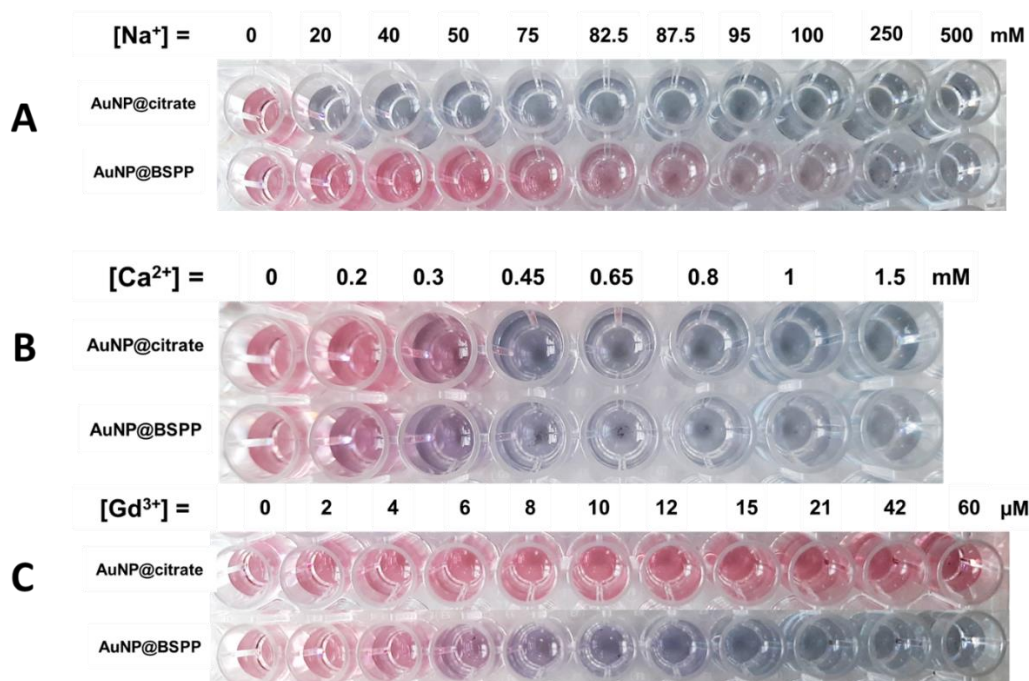 [Na⁺] = 0 20 40 50 75 82.5 87.5 95 100 250 500 mM
A
AuNP@citrate
AuNP@BSPP
[Ca²⁺] = 0 0.2 0.3 0.45 0.65 0.8 1 1.5 mM
B
AuNP@citrate
AuNP@BSPP
[Gd³⁺] = 0 2 4 6 8 10 12 15 21 42 60 µM
C
AuNP@citrate
AuNP@BSPP